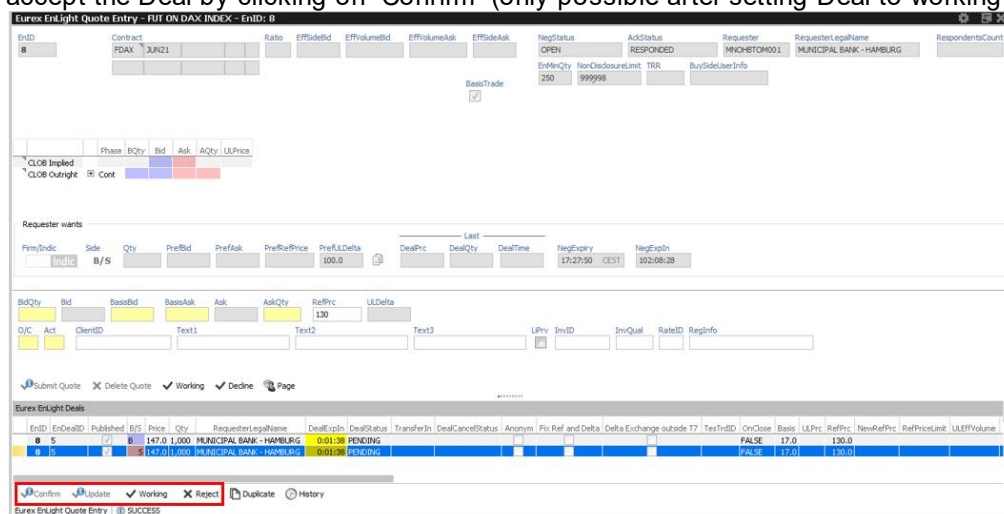 accept the Deal by clicking on "Confirm" (only possible after setting Deal to working
Eurex EnLight Quote Entry - FUT ON DAX INDEX - EnID: 8
EnID Contract Ratio EffSideBid EffVolumeBid EffVolumeAsk EffSideAsk NegStatus AckStatus Requester RequesterLegalName RespondentsCount
8 FDAX JUN21 OPEN RESPONDED MNOHBTOM001 MUNICIPAL BANK - HAMBURG
EnMinQty NonDisclosureLimit TRR BuySideUserInfo
250 999998
BasisTrade
Phase BQty Bid Ask AQty ULPrice
CLOB Implied
CLOB Outright Cont
Requester wants
Last
Firm/Indic Side Qty PrefBid PrefAsk PrefRefPrice PrefULDelta DealPrc DealQty DealTime NegExpiry NegExpIn
Indic B/S 100.0 17:27:50 CEST 102:08:28
BidQty Bid BasisBid BasisAsk Ask AskQty RefPrc ULDelta
130
O/C Act ClientID Text1 Text2 Text3 LiPrv InvID InvQual RateID RegInfo
Submit Quote Delete Quote Working Decline Page
Eurex EnLight Deals
EnID EnDealID Published B/S Price Qty RequesterLegalName DealExpIn DealStatus TransferIn DealCancelStatus Anonym Fix Ref and Delta Delta Exchange outside T7 TesTrdID OnClose Basis ULPrc RefPrc NewRefPrc RefPriceLimit ULEffVolume
8 5 B 147.0 1,000 MUNICIPAL BANK - HAMBURG 0:01:38 PENDING FALSE 17.0 130.0
8 5 S 147.0 1,000 MUNICIPAL BANK - HAMBURG 0:01:38 PENDING FALSE 17.0 130.0
Confirm Update Working Reject Duplicate History
Eurex EnLight Quote Entry SUCCESS